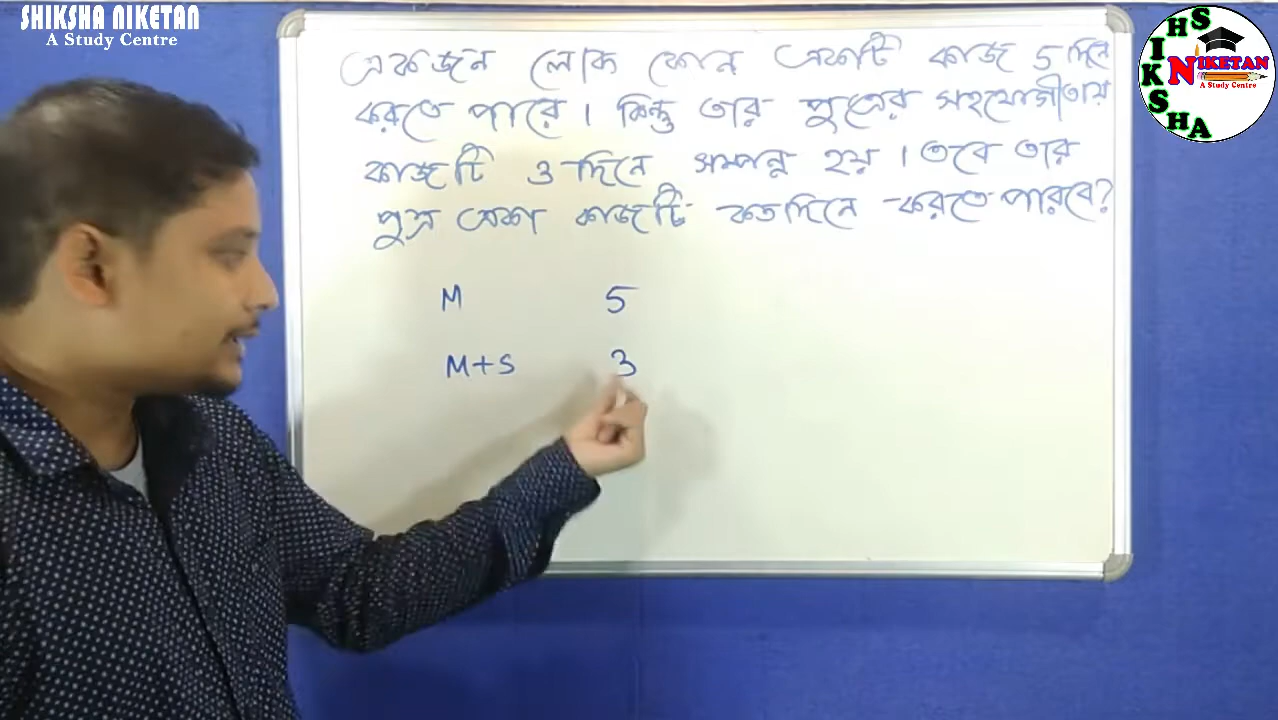 SHIKSHA NIKETAN
A Study Centre
SHIKSHA
NIKETAN
A Study Centre
একজন লোক কোন একটি কাজ 5 দিনে
করতে পারে । কিন্তু তার পুত্রের সহযোগীতায়
কাজটি 3 দিনে সম্পন্ন হয় । তবে তার
পুত্র একা কাজটি কতদিনে করতে পারবে?
M 5
M+S 3